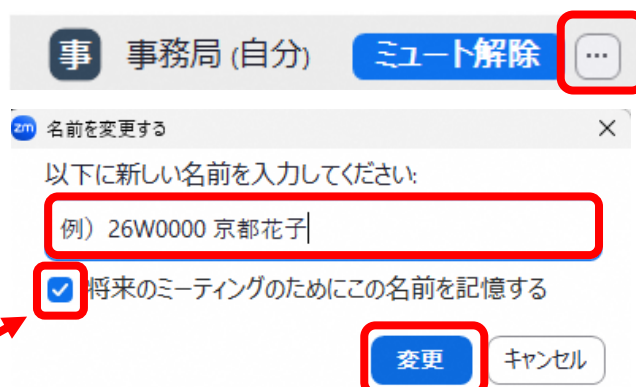 事 事務局 (自分) ミュート解除 ...
zm 名前を変更する
以下に新しい名前を入力してください:
例）26W0000 京都花子
将来のミーティングのためにこの名前を記憶する
変更 キャンセル